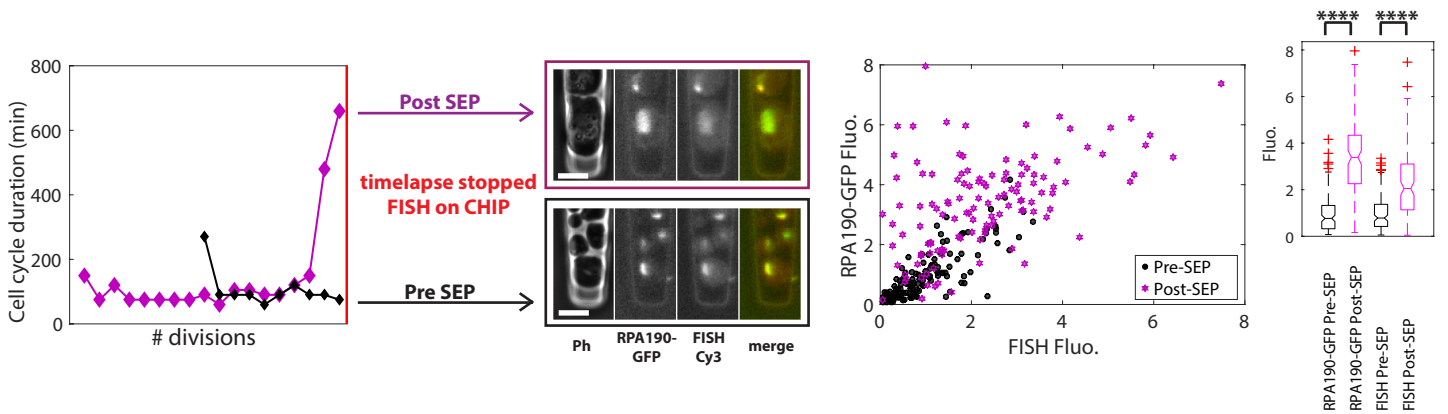 Cell cycle duration (min)
800
600
400
200
0
# divisions
Post SEP
timelapse stopped
FISH on CHIP
Pre SEP
Ph
RPA190-
GFP
FISH
Cy3
merge
RPA190-GFP Fluo.
8
6
4
2
0
0
2
4
6
8
FISH Fluo.
Pre-SEP
Post-SEP
**** ****
Fluo.
8
6
4
2
0
RPA190-GFP Pre-SEP
RPA190-GFP Post-SEP
FISH Pre-SEP
FISH Post-SEP